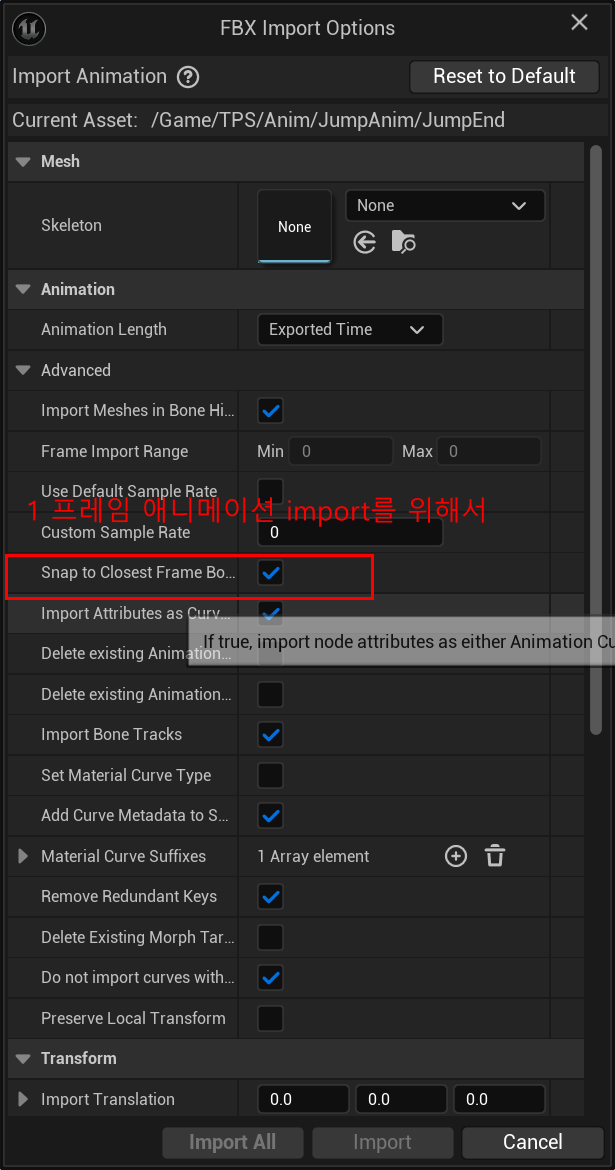 FBX Import Options
Import Animation ? Reset to Default
Current Asset: /Game/TPS/Anim/JumpAnim/JumpEnd
Mesh
Skeleton None None
Animation
Animation Length Exported Time
Advanced
Import Meshes in Bone Hi...
Frame Import Range Min 0 Max 0
Use Default Sample Rate
1 프레임 애니메이션 import를 위해서
Custom Sample Rate 0
Snap to Closest Frame Bo...
Import Attributes as Curv...
If true, import node attributes as either Animation Cu
Delete existing Animation...
Delete existing Animation...
Import Bone Tracks
Set Material Curve Type
Add Curve Metadata to S...
Material Curve Suffixes 1 Array element
Remove Redundant Keys
Delete Existing Morph Tar...
Do not import curves with...
Preserve Local Transform
Transform
Import Translation 0.0 0.0 0.0
Import All Import Cancel